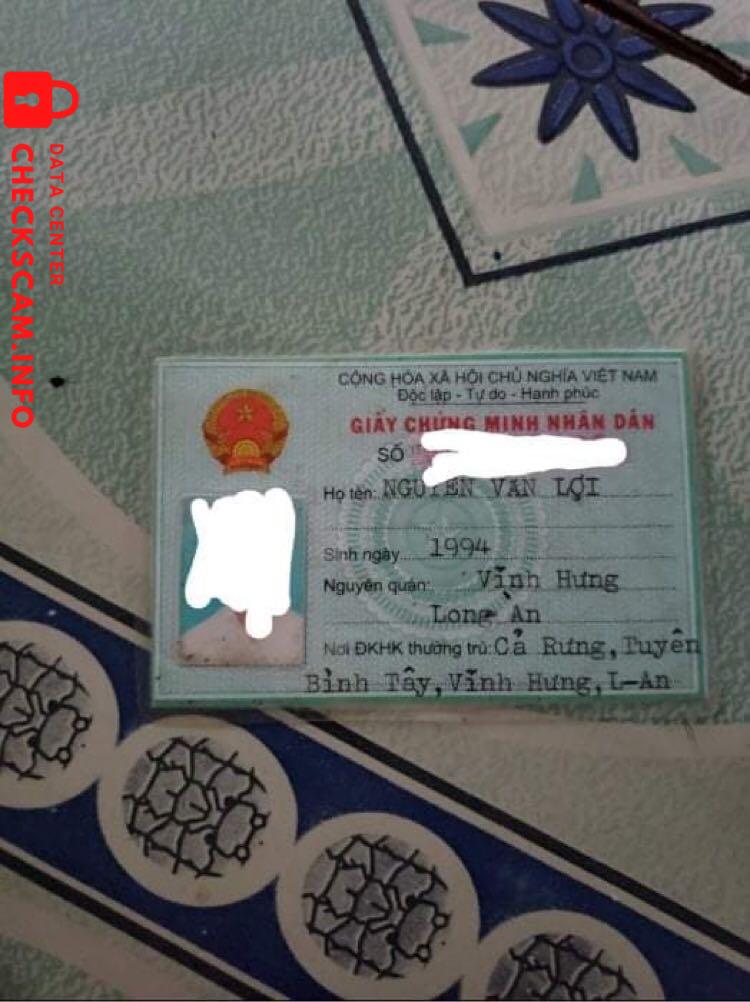 DATA CENTER
CHECKSCAM.INFO
CỘNG HÒA XÃ HỘI CHỦ NGHĨA VIỆT NAM
Độc lập - Tự do - Hạnh phúc
GIẤY CHỨNG MINH NHÂN DÂN
SỐ
Họ tên: NGUYỄN VĂN LỢI
Sinh ngày 1994
Nguyên quán: Vĩnh Hưng
Long An
Nơi ĐKHK thường trú: Cả Rưng, Tuyên
Bình Tây, Vĩnh Hưng, L-An